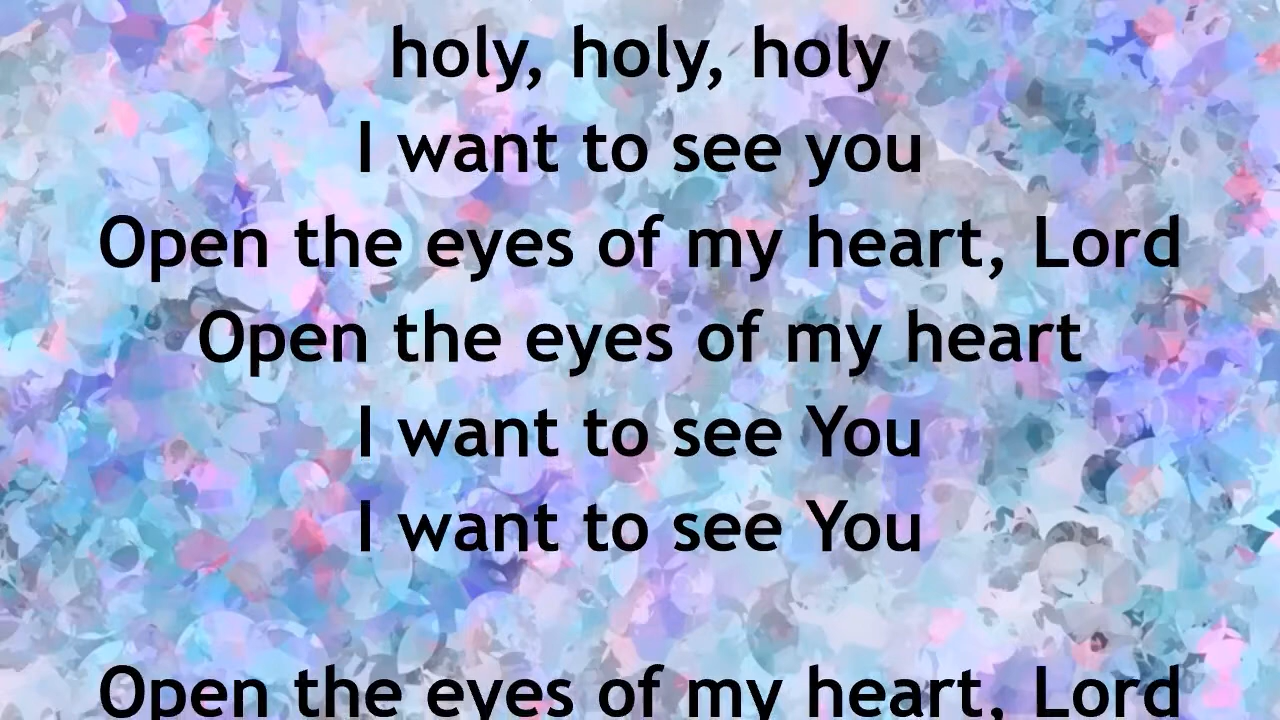 holy, holy, holy
I want to see you
Open the eyes of my heart, Lord
Open the eyes of my heart
I want to see You
I want to see You
Open the eyes of my heart, Lord